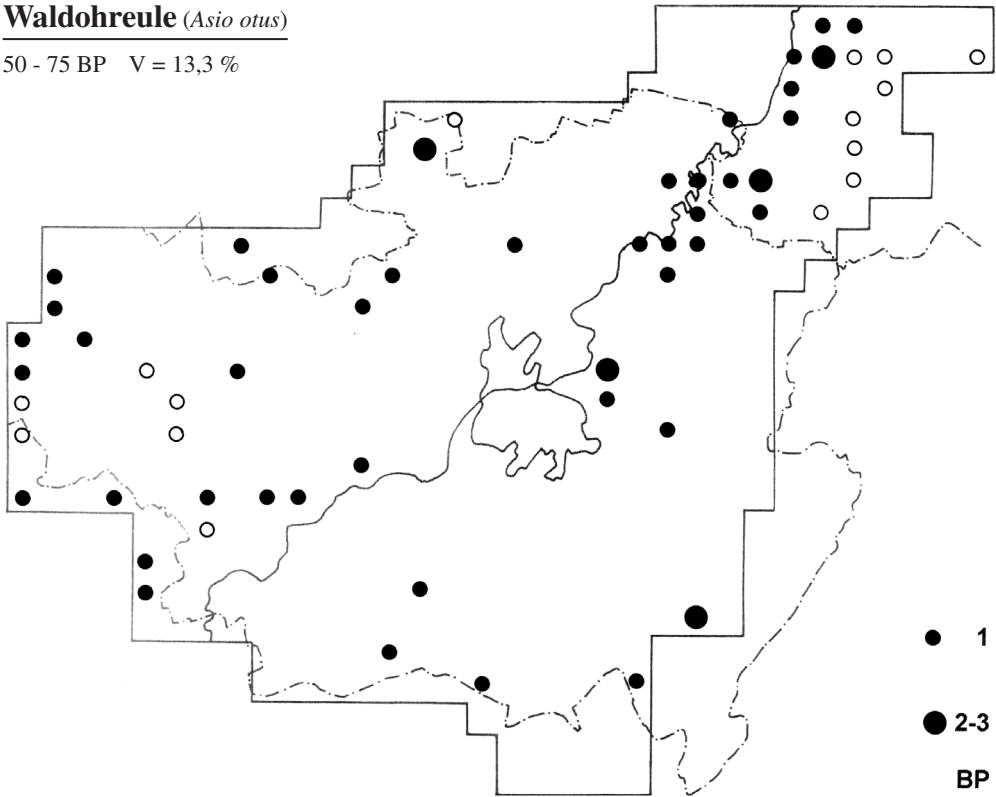 Waldohreule (Asio otus)
50 - 75 BP V = 13,3 %
1
2-3
BP